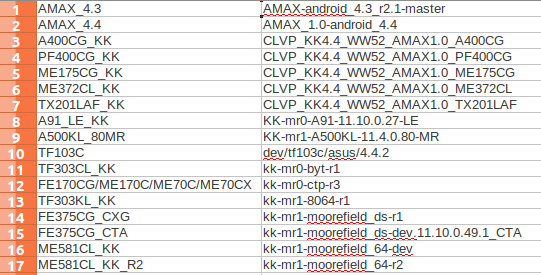 1 AMAX_4.3 AMAX-android_4.3_r2.1-master
2 AMAX_4.4 AMAX_1.0-android_4.4
3 A400CG_KK CLVP_KK4.4_WW52_AMAX1.0_A400CG
4 PF400CG_KK CLVP_KK4.4_WW52_AMAX1.0_PF400CG
5 ME175CG_KK CLVP_KK4.4_WW52_AMAX1.0_ME175CG
6 ME372CL_KK CLVP_KK4.4_WW52_AMAX1.0_ME372CL
7 TX201LAF_KK CLVP_KK4.4_WW52_AMAX1.0_TX201LAF
8 A91_LE_KK KK-mr0-A91-11.10.0.27-LE
9 A500KL_80MR KK-mr1-A500KL-11.4.0.80-MR
10 TF103C dev/tf103c/asus/4.4.2
11 TF303CL_KK kk-mr0-byt-r1
12 FE170CG/ME170C/ME70C/ME70CX kk-mr0-ctp-r3
13 TF303KL_KK kk-mr1-8064-r1
14 FE375CG_CXG kk-mr1-moorefield_ds-r1
15 FE375CG_CTA kk-mr1-moorefield_ds-dev.11.10.0.49.1_CTA
16 ME581CL_KK kk-mr1-moorefield_64-dev
17 ME581CL_KK_R2 kk-mr1-moorefield_64-r2